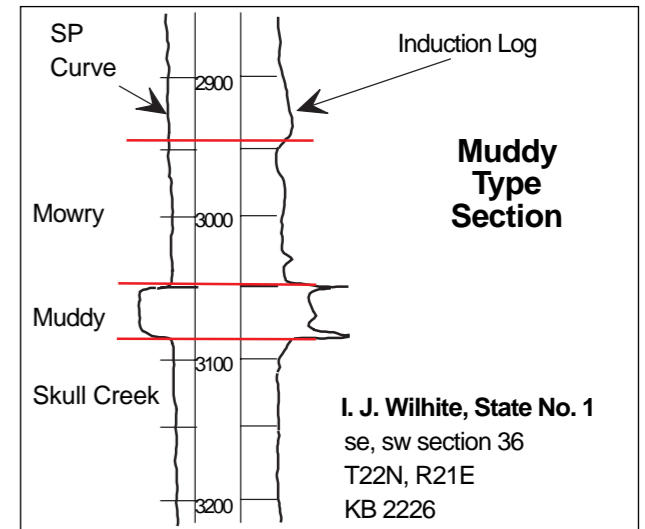 SP
Curve
Induction Log
2900
Muddy
Type
Section
Mowry
3000
Muddy
3100
Skull Creek
I. J. Wilhite, State No. 1
se, sw section 36
T22N, R21E
KB 2226
3200